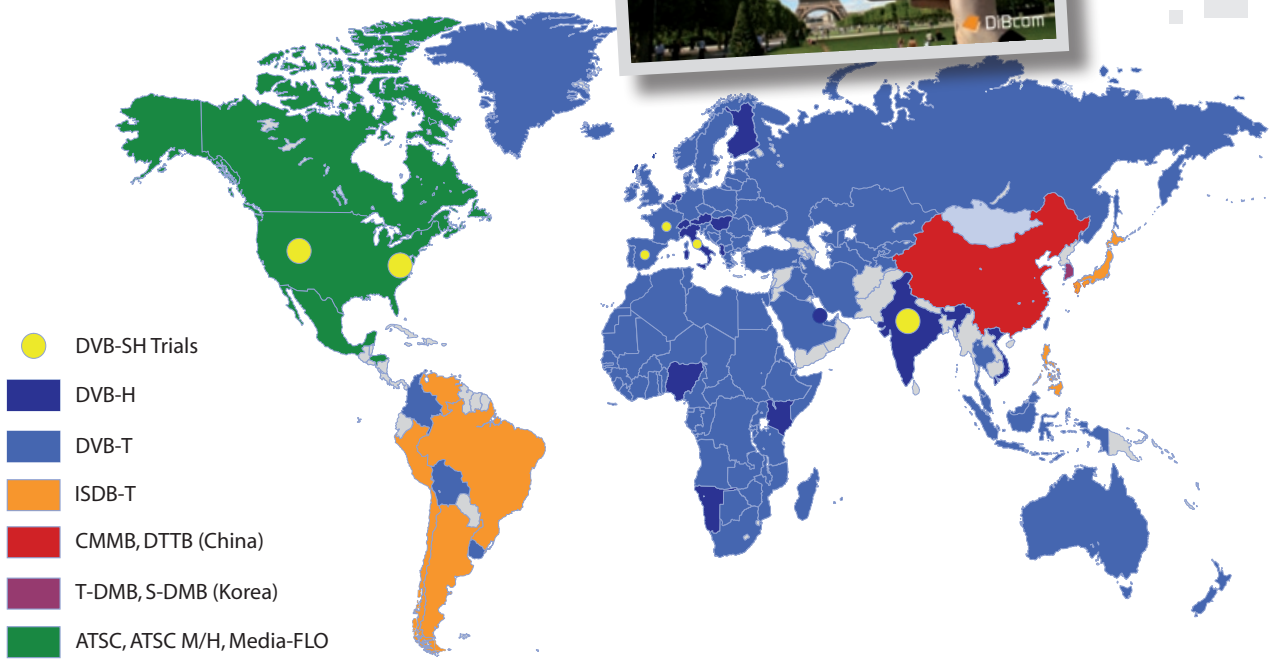 DiBcom
DVB-SH Trials
DVB-H
DVB-T
ISDB-T
CMMB, DTTB (China)
T-DMB, S-DMB (Korea)
ATSC, ATSC M/H, Media-FLO